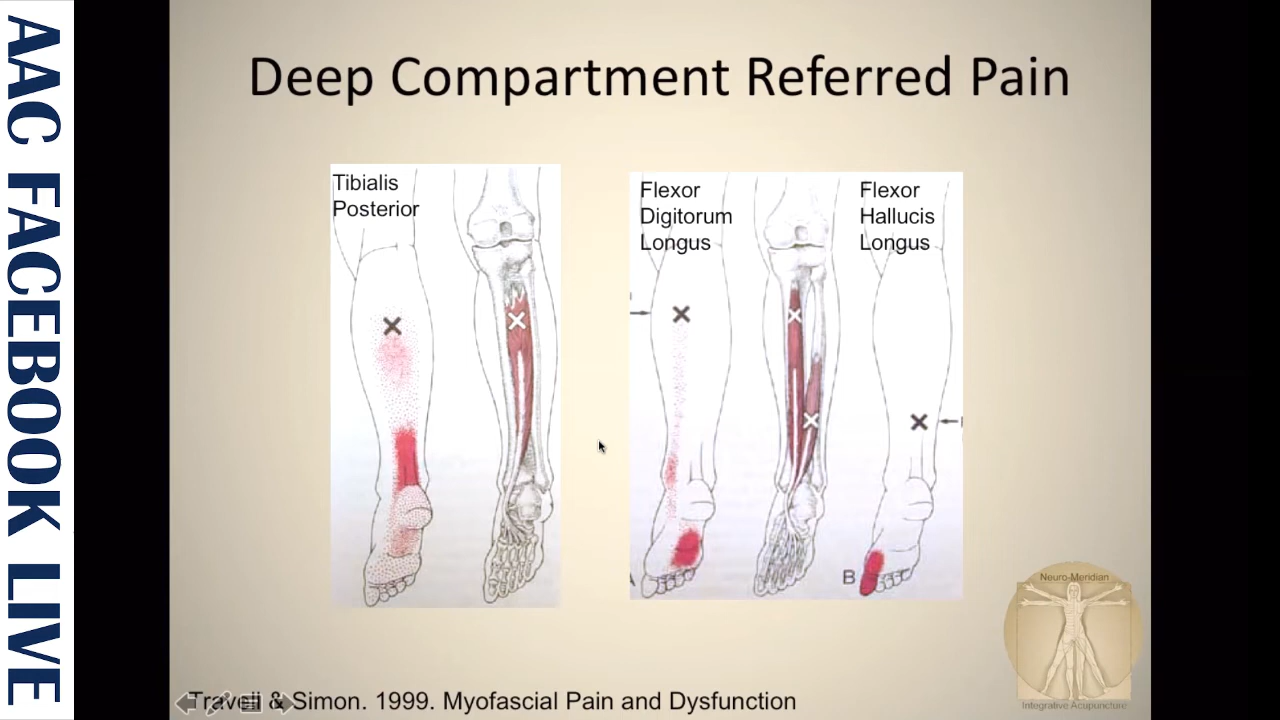 AAC FACEBOOK LIVE
Deep Compartment Referred Pain
Tibialis
Posterior
Flexor
Digitorum
Longus
Flexor
Hallucis
Longus
A
B
Neuro-Meridian
Integrative Acupuncture
Travell & Simon. 1999. Myofascial Pain and Dysfunction